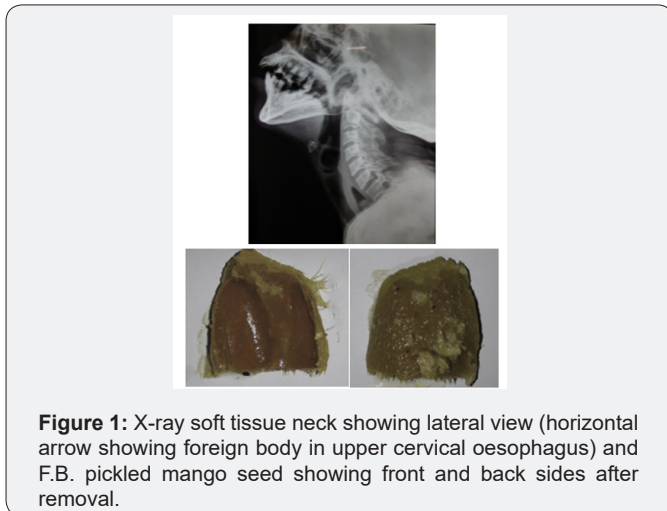 Figure 1: X-ray soft tissue neck showing lateral view (horizontal
arrow showing foreign body in upper cervical oesophagus) and
F.B. pickled mango seed showing front and back sides after
removal.